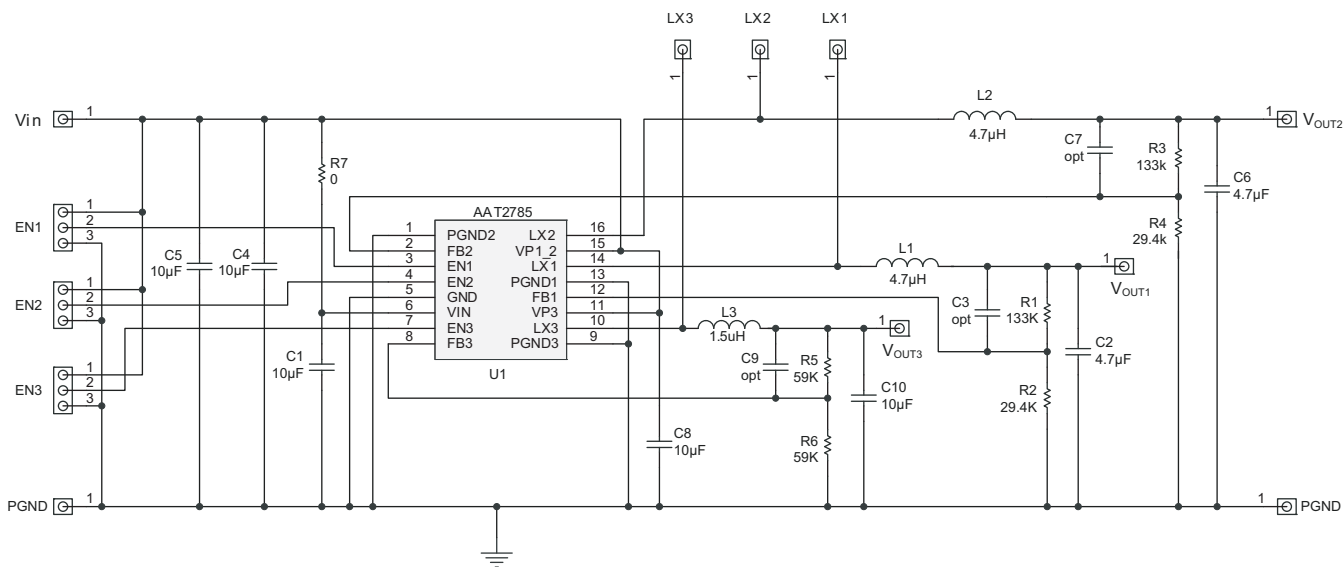 LX3
LX2
LX1
1
1
1
Vin
1
L2
4.7µH
1
VOUT2
C7
opt
R3
133k
C6
4.7µF
R7
0
R4
29.4k
EN1
1
2
3
EN2
1
2
3
EN3
1
2
3
C5
10µF
C4
10µF
C1
10µF
AAT2785
1
PGND2
LX2
16
2
FB2
VP1_2
15
3
EN1
LX1
14
4
EN2
PGND1
13
5
GND
FB1
12
6
VIN
VP3
11
7
EN3
LX3
10
8
FB3
PGND3
9
U1
L1
4.7µH
1
VOUT1
C3
opt
R1
133K
C2
4.7µF
R2
29.4K
L3
1.5uH
1
VOUT3
C9
opt
R5
59K
C10
10µF
R6
59K
C8
10µF
PGND
1
1
PGND